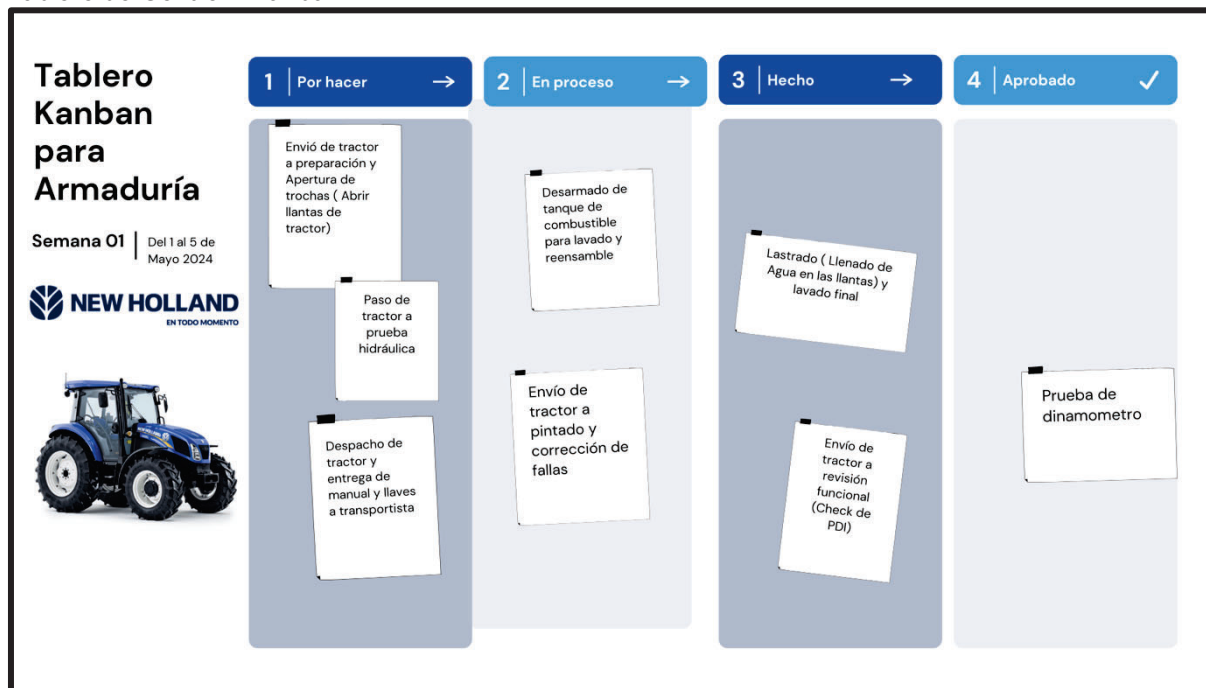 Tablero
Kanban
para
Armaduría
Semana 01
Del 1 al 5 de
Mayo 2024
NEW HOLLAND
EN TODO MOMENTO
1 Por hacer
Envió de tractor
a preparación y
Apertura de
trochas ( Abrir
llantas de
tractor)
Paso de
tractor a
prueba
hidráulica
Despacho de
tractor y
entrega de
manual y llaves
a transportista
2 En proceso
Desarmado de
tanque de
combustible
para lavado y
reensamble
Envío de
tractor a
pintado y
corrección de
fallas
3 Hecho
Lastrado ( Llenado de
Agua en las llantas) y
lavado final
Envío de
tractor a
revisión
funcional
(Check de
PDI)
4 Aprobado
Prueba de
dinamometro